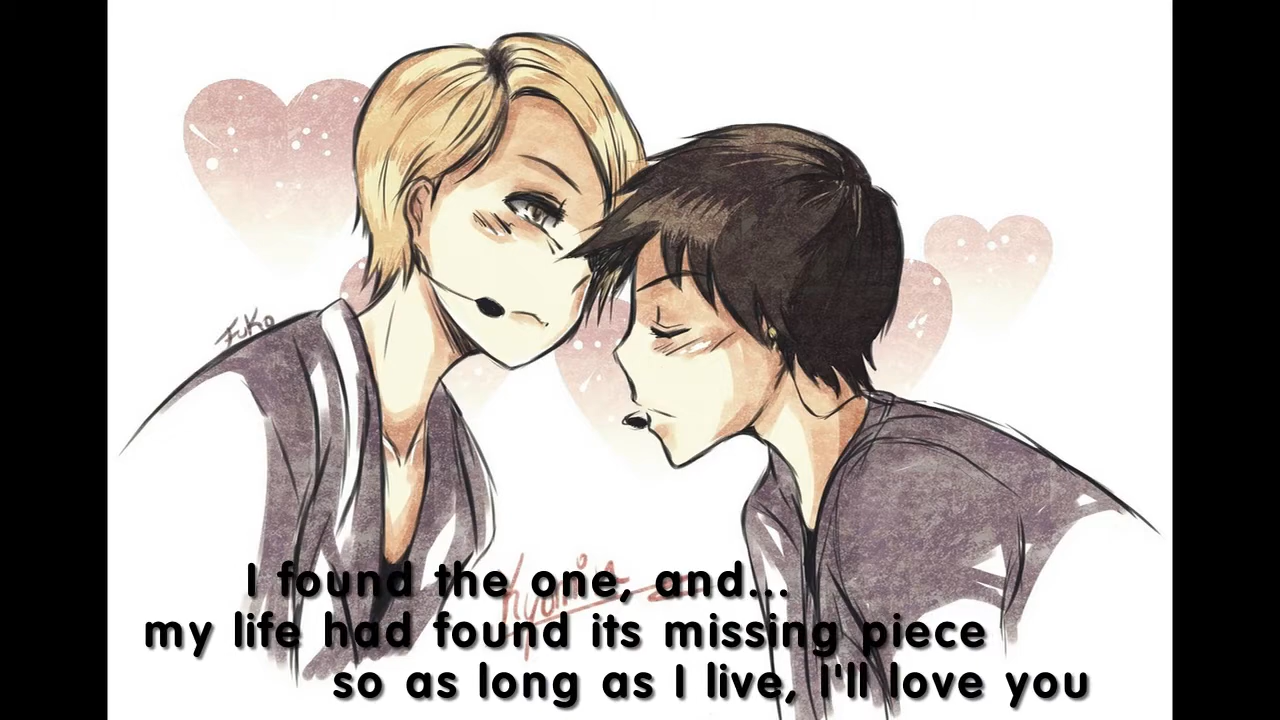 FuKo
I found the one, and...
my life had found its missing piece
so as long as I live, I'll love you